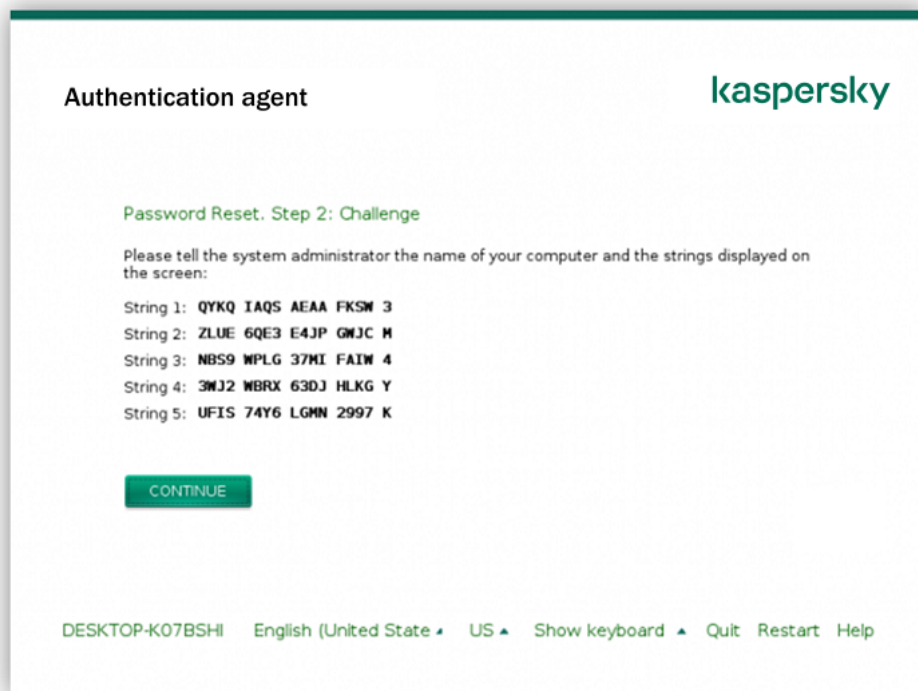 Authentication agent
kaspersky
Password Reset. Step 2: Challenge
Please tell the system administrator the name of your computer and the strings displayed on
the screen:
String 1: QYKQ IAQS AEAA FKSW 3
String 2: ZLUE 6QE3 E4JP GWJC M
String 3: NBS9 WPLG 37MI FAIW 4
String 4: 3WJ2 WBRX 63DJ HLKG Y
String 5: UFIS 74Y6 LGMN 2997 K
CONTINUE
DESKTOP-K07BSHI English (United State US Show keyboard Quit Restart Help